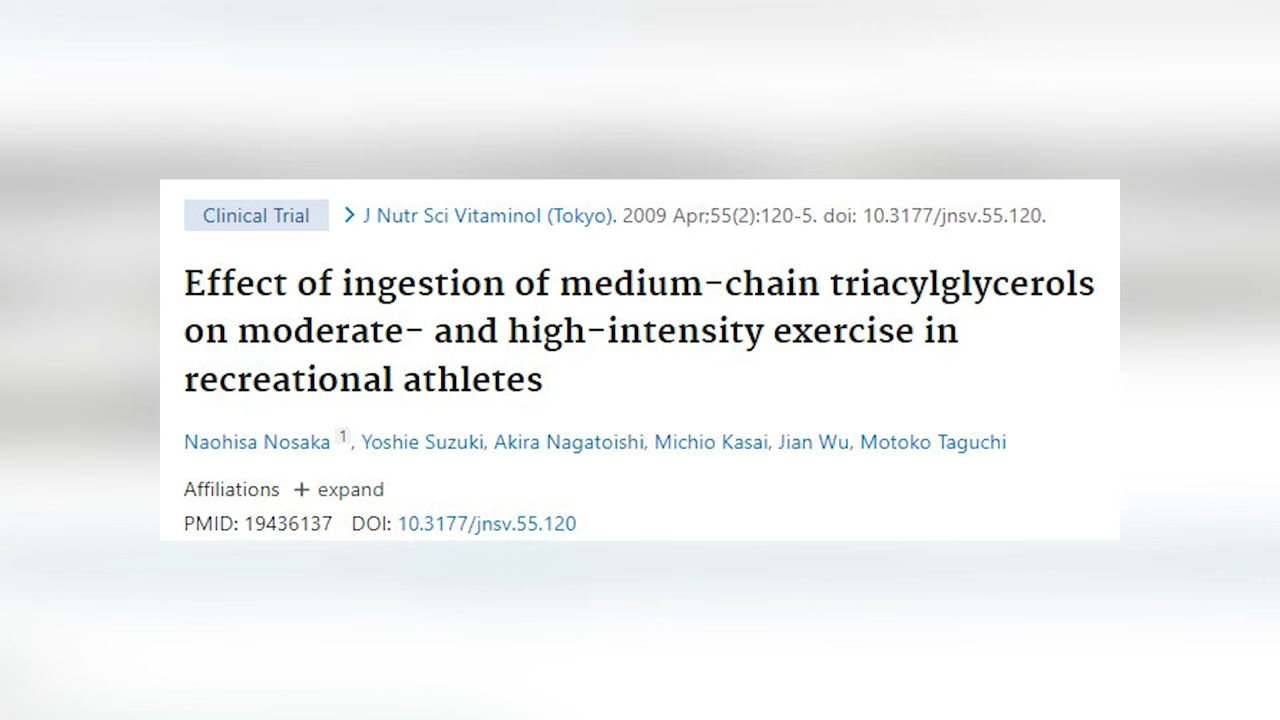 Clinical Trial > J Nutr Sci Vitaminol (Tokyo). 2009 Apr;55(2):120-5. doi: 10.3177/jnsv.55.120.
Effect of ingestion of medium-chain triacylglycerols
on moderate- and high-intensity exercise in
recreational athletes
Naohisa Nosaka 1, Yoshie Suzuki, Akira Nagatoishi, Michio Kasai, Jian Wu, Motoko Taguchi
Affiliations + expand
PMID: 19436137 DOI: 10.3177/jnsv.55.120